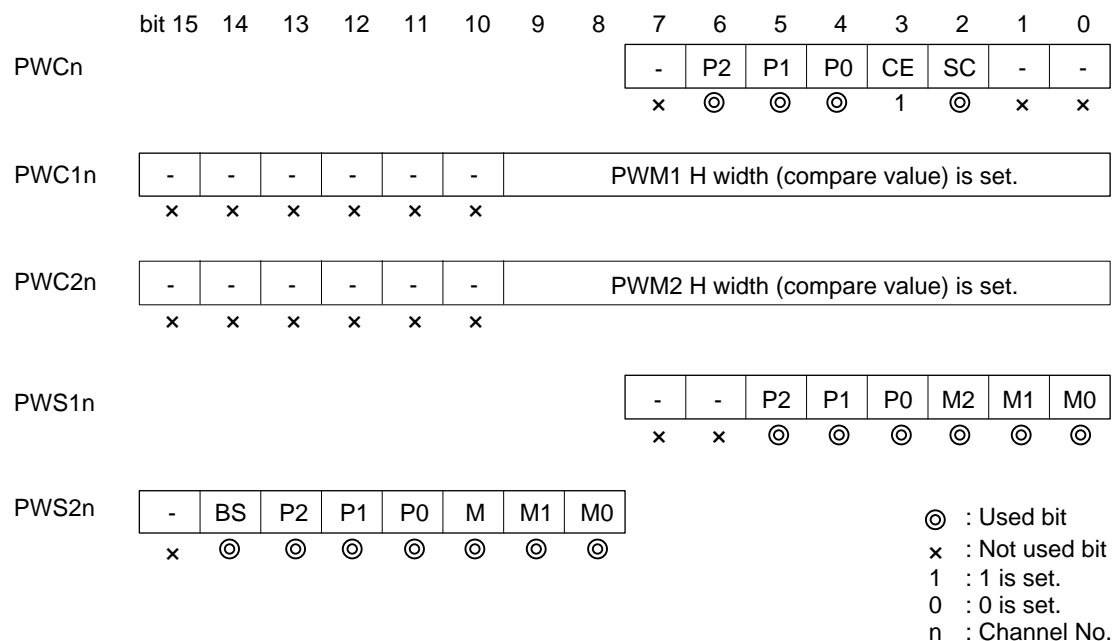 bit 15 14 13 12 11 10 9 8 7 6 5 4 3 2 1 0
PWCn - P2 P1 P0 CE SC - -
× ◎ ◎ ◎ 1 ◎ × ×
PWC1n - - - - - - PWM1 H width (compare value) is set.
× × × × × ×
PWC2n - - - - - - PWM2 H width (compare value) is set.
× × × × × ×
PWS1n - - P2 P1 P0 M2 M1 M0
× × ◎ ◎ ◎ ◎ ◎ ◎
PWS2n - BS P2 P1 P0 M M1 M0
× ◎ ◎ ◎ ◎ ◎ ◎ ◎
◎ : Used bit
× : Not used bit
1 : 1 is set.
0 : 0 is set.
n : Channel No.